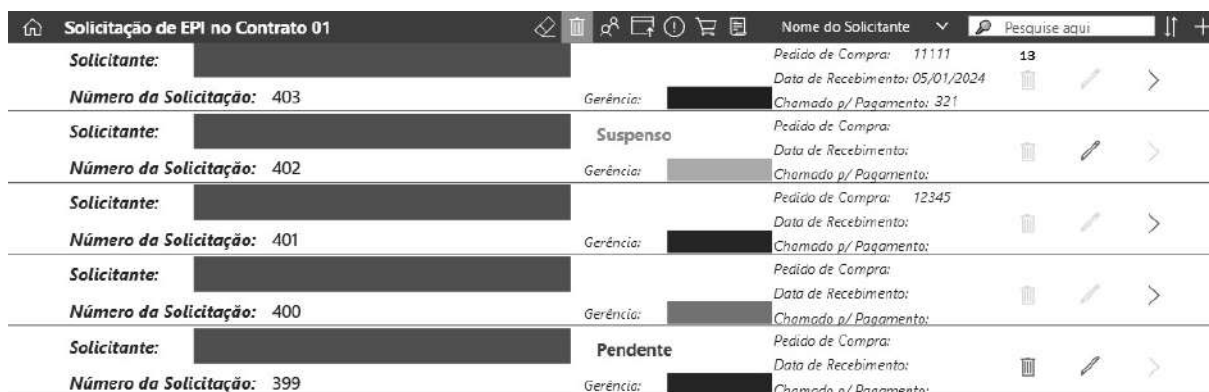 Solicitação de EPI no Contrato 01 Nome do Solicitante Pesquise aqui
Solicitante: Pedido de Compra: 11111 13
Data de Recebimento: 05/01/2024
Número da Solicitação: 403 Gerência: Chamado p/ Pagamento: 321
Solicitante: Suspenso Pedido de Compra:
Data de Recebimento:
Número da Solicitação: 402 Gerência: Chamado p/ Pagamento:
Solicitante: Pedido de Compra: 12345
Data de Recebimento:
Número da Solicitação: 401 Gerência: Chamado p/ Pagamento:
Solicitante: Pedido de Compra:
Data de Recebimento:
Número da Solicitação: 400 Gerência: Chamado p/ Pagamento:
Solicitante: Pendente Pedido de Compra:
Data de Recebimento:
Número da Solicitação: 399 Gerência: Chamado p/ Pagamento: